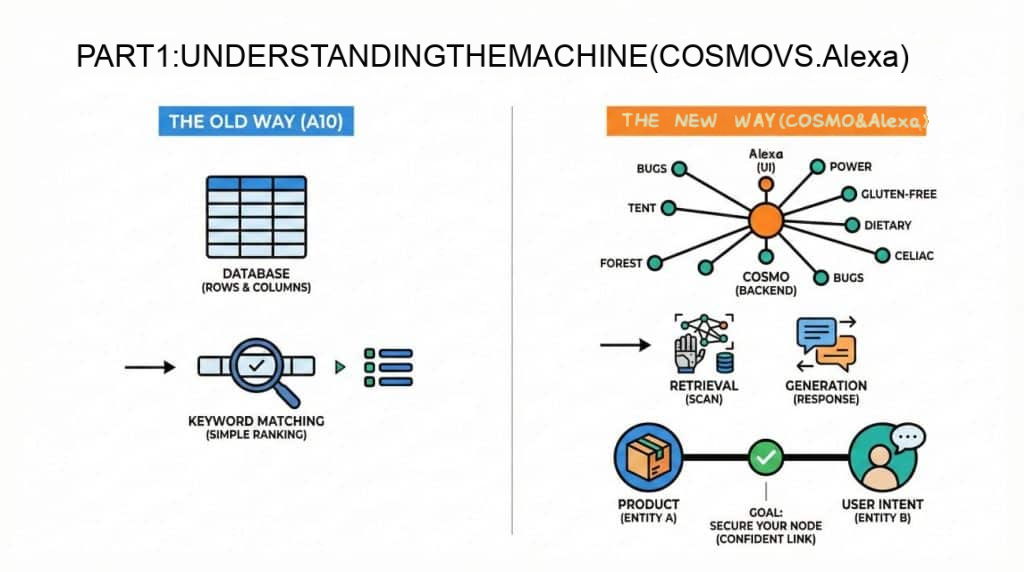 PART1:UNDERSTANDINGTHEMACHINE(COSMOVS.Alexa)
THE OLD WAY (A10)
DATABASE
(ROWS & COLUMNS)
KEYWORD MATCHING
(SIMPLE RANKING)
THE NEW WAY(COSMO&Alexa)
Alexa
(UI)
BUGS
POWER
TENT
GLUTEN-FREE
DIETARY
FOREST
CELIAC
COSMO
(BACKEND)
BUGS
RETRIEVAL
(SCAN)
GENERATION
(RESPONSE)
PRODUCT
(ENTITY A)
GOAL:
SECURE YOUR NODE
(CONFIDENT LINK)
USER INTENT
(ENTITY B)